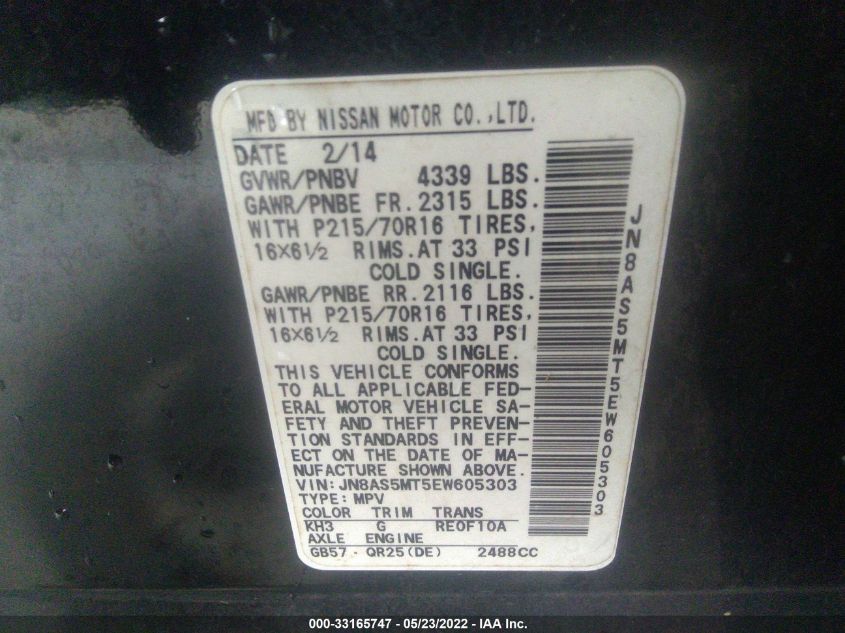 MFD BY NISSAN MOTOR CO.,LTD.
DATE 2/14
GVWR/PNBV 4339 LBS.
GAWR/PNBE FR. 2315 LBS.
WITH P215/70R16 TIRES,
16X6½ RIMS. AT 33 PSI
COLD SINGLE.
GAWR/PNBE RR. 2116 LBS.
WITH P215/70R16 TIRES,
16X6½ RIMS. AT 33 PSI
COLD SINGLE.
THIS VEHICLE CONFORMS
TO ALL APPLICABLE FED-
ERAL MOTOR VEHICLE SA-
FETY AND THEFT PREVEN-
TION STANDARDS IN EFF-
ECT ON THE DATE OF MA-
NUFACTURE SHOWN ABOVE.
VIN:JN8AS5MT5EW605303
TYPE:MPV
COLOR TRIM TRANS
KH3 G RE0F10A
AXLE ENGINE
GB57 - QR25(DE) 2488CC
JN8AS5MT5EW605303
000-33165747 - 05/23/2022 - IAA Inc.